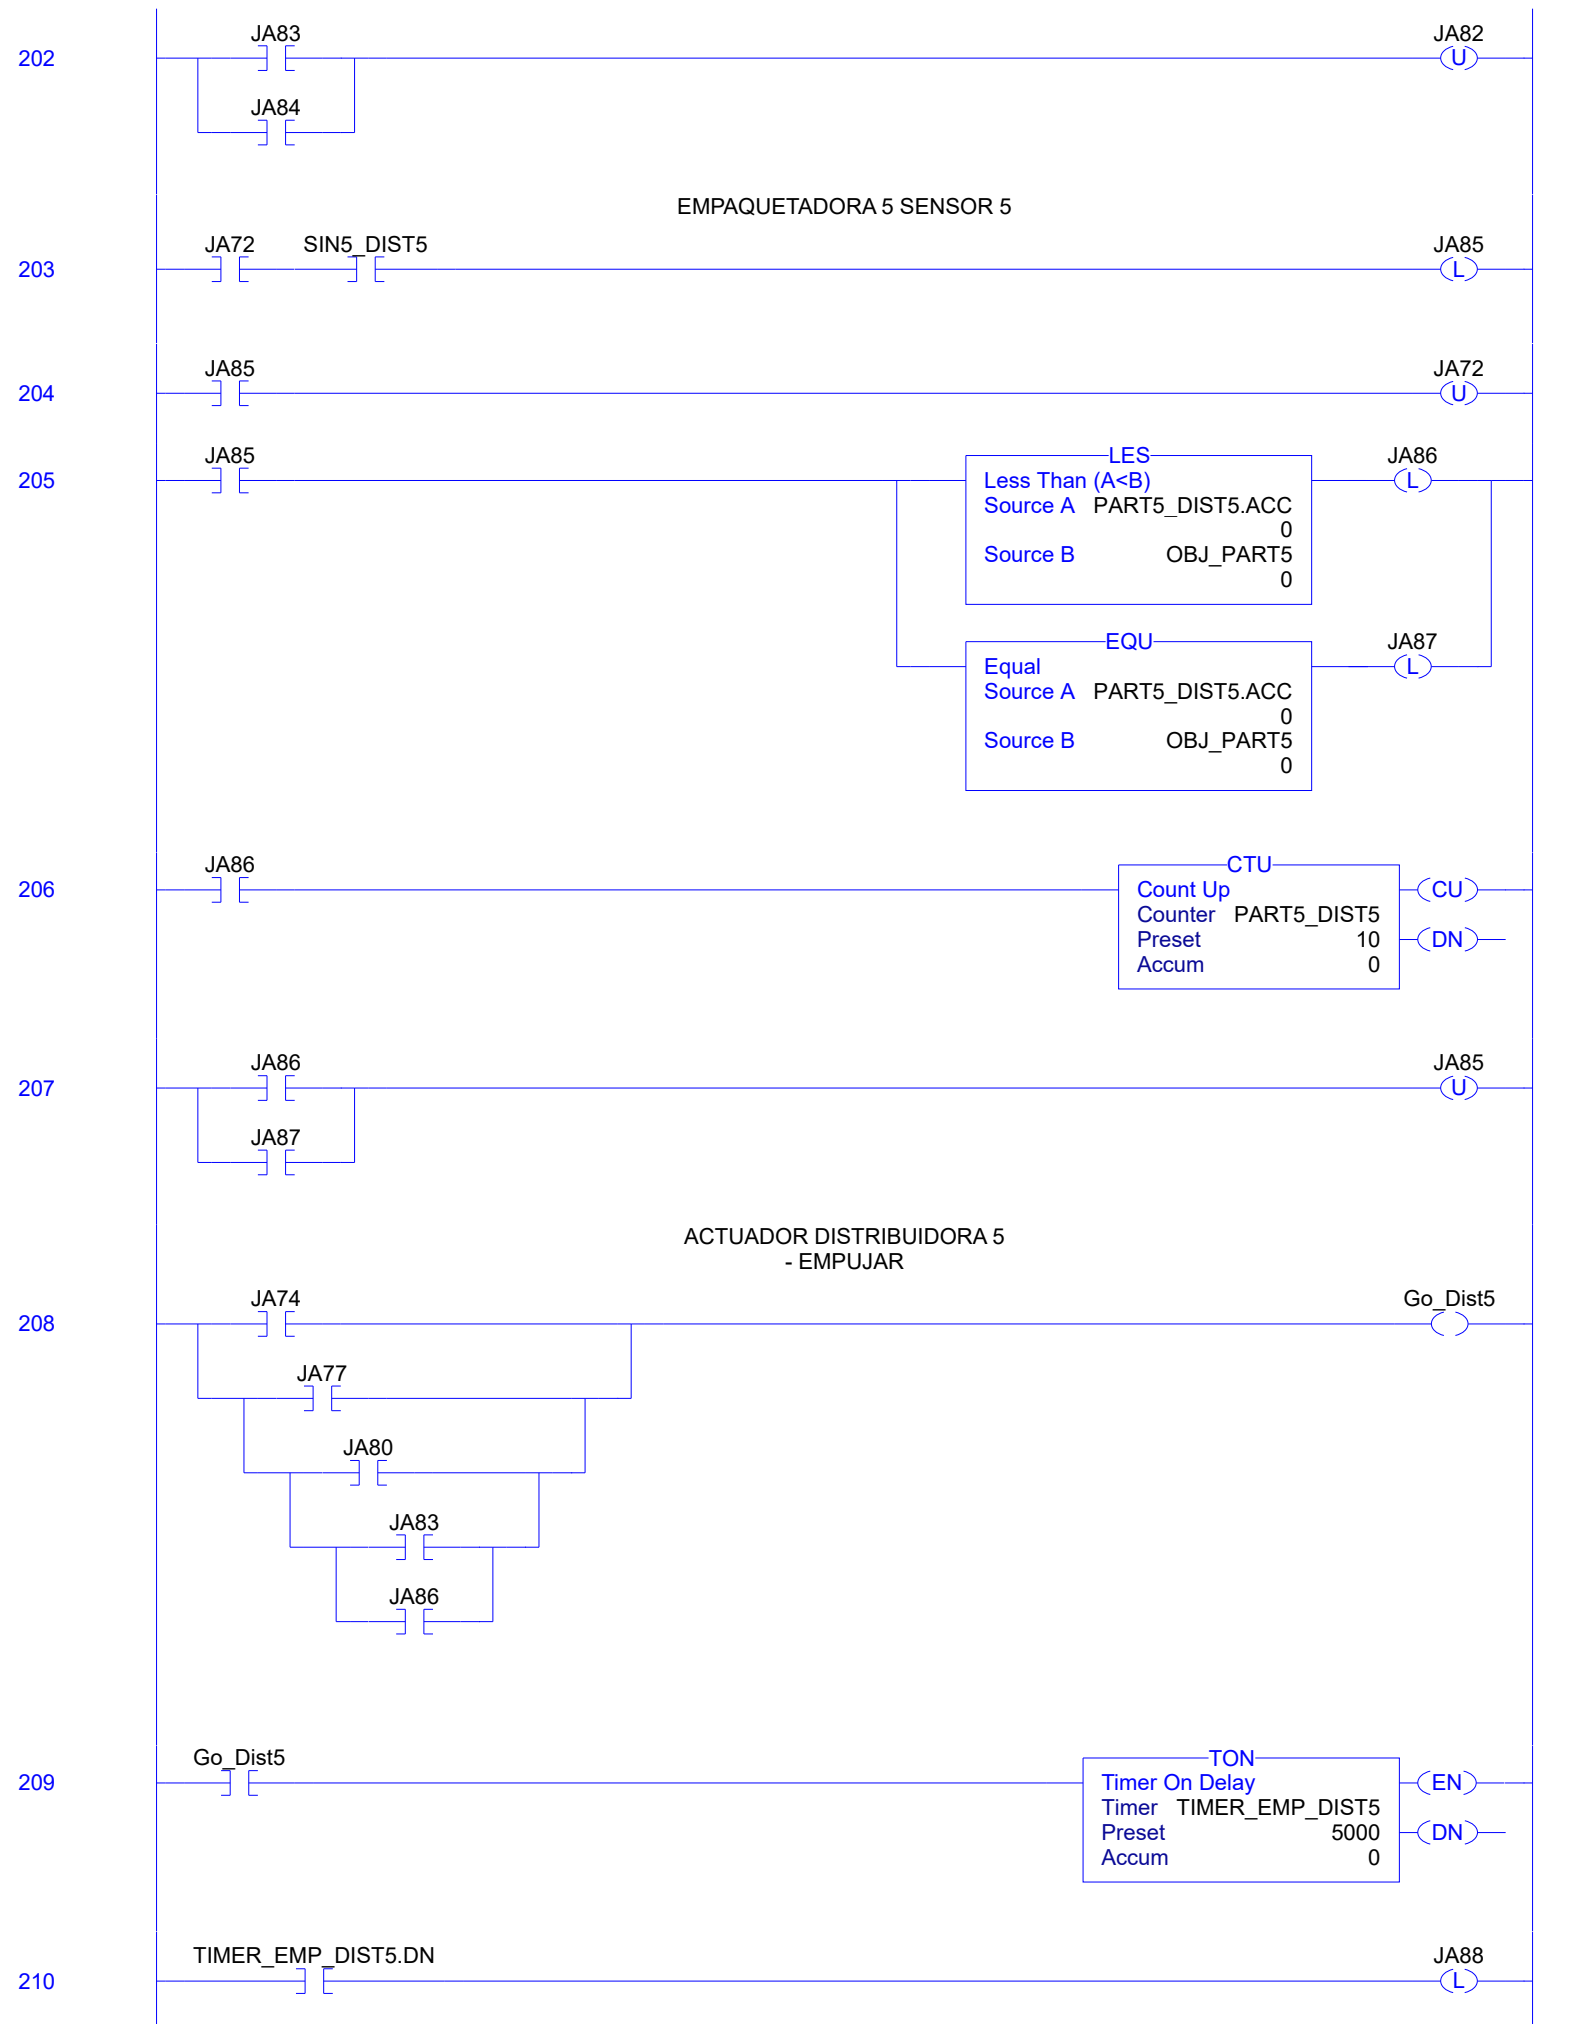 JA83
JA82
202
U
JA84
EMPAQUETADORA 5 SENSOR 5
JA72
SIN5_DIST5
JA85
203
L
JA85
JA72
204
U
JA85
LES
JA86
205
Less Than (A<B)
L
Source A PART5_DIST5.ACC
0
Source B OBJ_PART5
0
EQU
JA87
Equal
L
Source A PART5_DIST5.ACC
0
Source B OBJ_PART5
0
JA86
CTU
206
Count Up
CU
Counter PART5_DIST5
Preset 10
DN
Accum 0
JA86
JA85
207
U
JA87
ACTUADOR DISTRIBUIDORA 5
- EMPUJAR
JA74
Go_Dist5
208
JA77
JA80
JA83
JA86
Go_Dist5
TON
209
Timer On Delay
EN
Timer TIMER_EMP_DIST5
Preset 5000
DN
Accum 0
TIMER_EMP_DIST5.DN
JA88
210
L